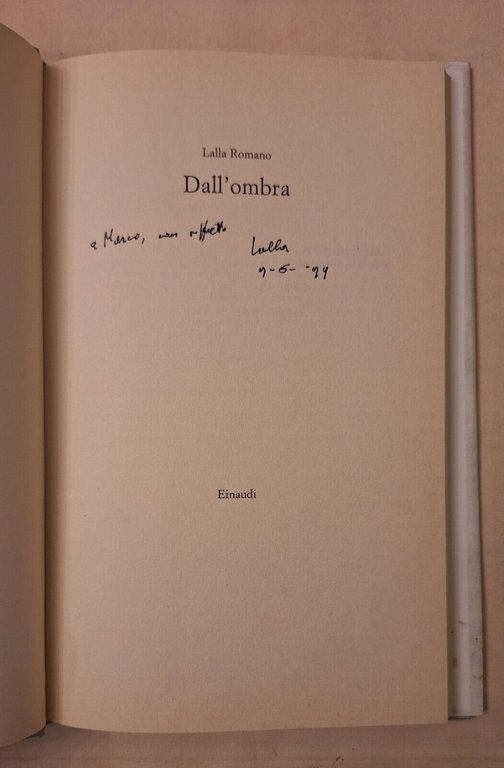 Lalla Romano
Dall'ombra
a Marco, con affetto
Lalla
9-5-'99
Einaudi